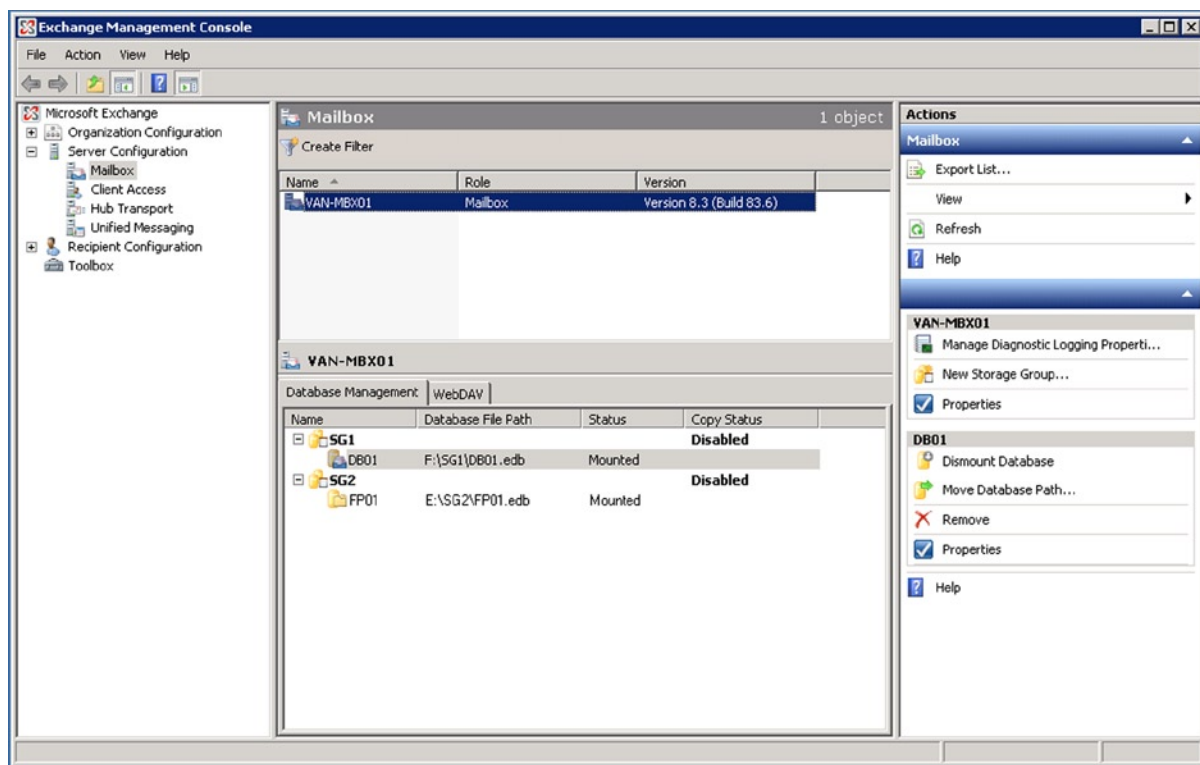 Exchange Management Console
File Action View Help
Microsoft Exchange
Organization Configuration
Server Configuration
Mailbox
Client Access
Hub Transport
Unified Messaging
Recipient Configuration
Toolbox
Mailbox 1 object
Create Filter
Name Role Version
VAN-MBX01 Mailbox Version 8.3 (Build 83.6)
VAN-MBX01
Database Management WebDAV
Name Database File Path Status Copy Status
SG1 Disabled
DB01 F:\SG1\DB01.edb Mounted
SG2 Disabled
FP01 E:\SG2\FP01.edb Mounted
Actions
Mailbox
Export List...
View
Refresh
Help
VAN-MBX01
Manage Diagnostic Logging Properti...
New Storage Group...
Properties
DB01
Dismount Database
Move Database Path...
Remove
Properties
Help